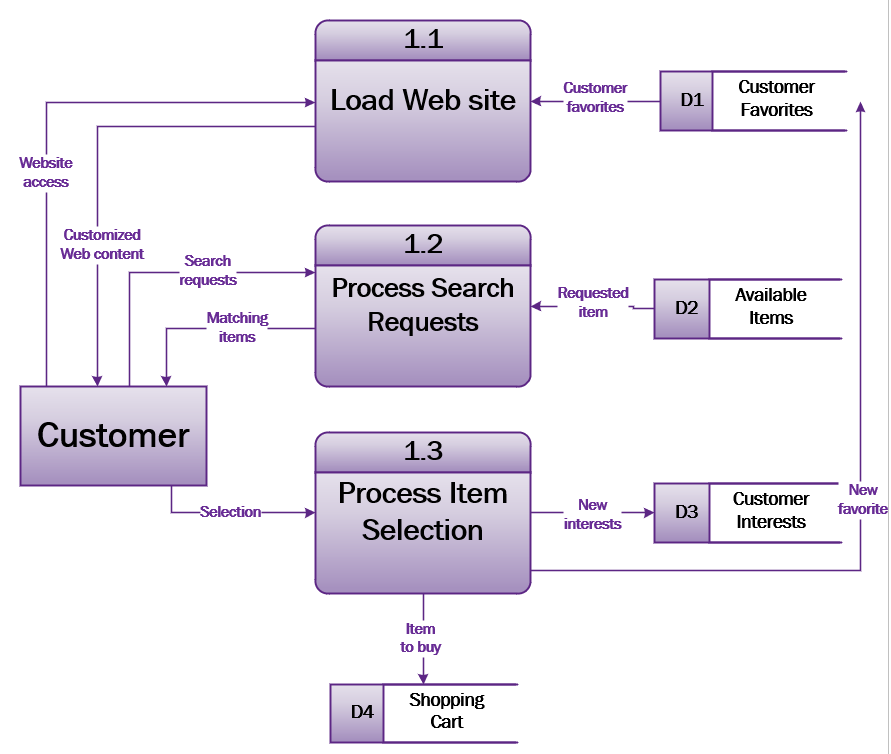 1.1
Load Web site
Customer
favorites
D1
Customer
Favorites
Website
access
Customized
Web content
1.2
Process Search
Requests
Search
requests
Matching
items
Requested
item
D2
Available
Items
Customer
1.3
Process Item
Selection
Selection
New
interests
D3
Customer
Interests
New
favorite
Item
to buy
D4
Shopping
Cart